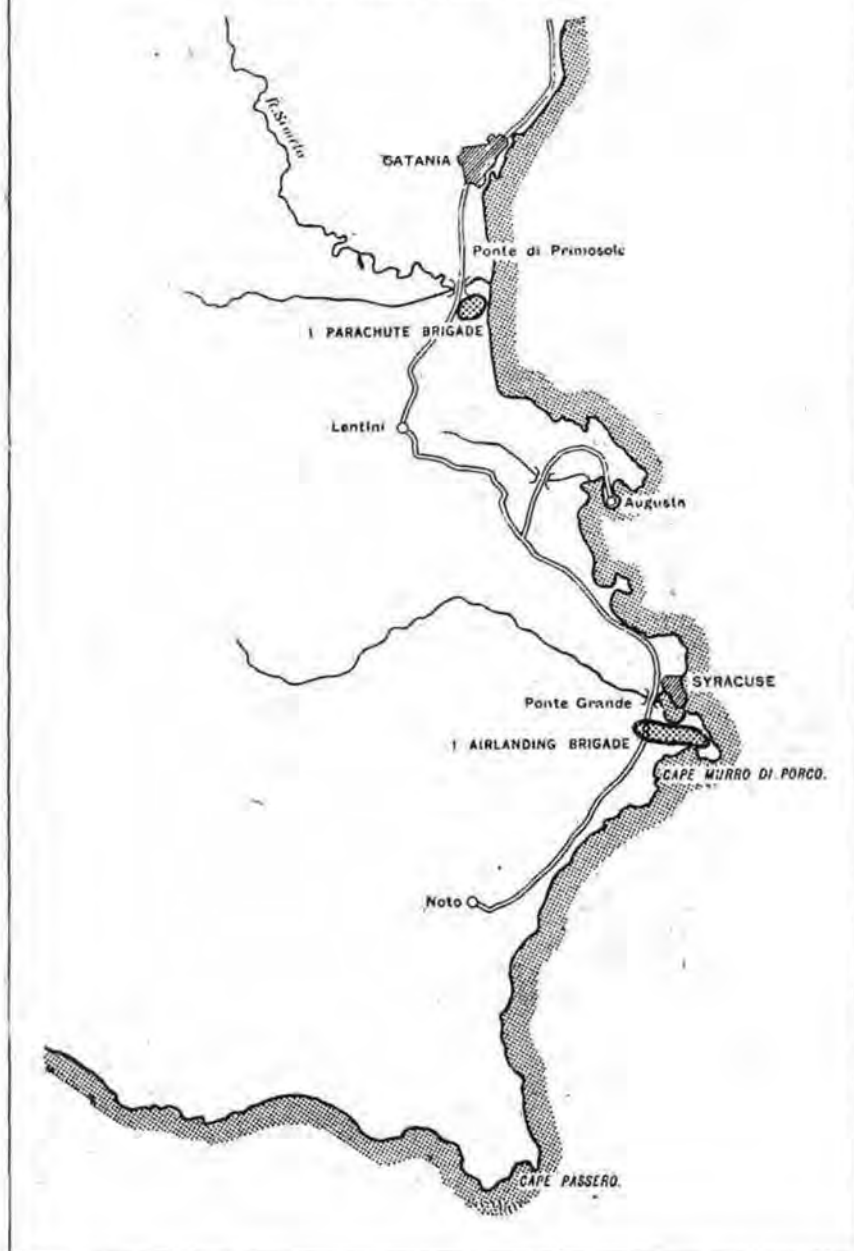 R. Simeto
CATANIA
Ponte di Primosole
1 PARACHUTE BRIGADE
Lentini
Augusta
SYRACUSE
Ponte Grande
1 AIRLANDING BRIGADE
CAPE MURRO DI PORCO.
Noto
CAPE PASSERO.